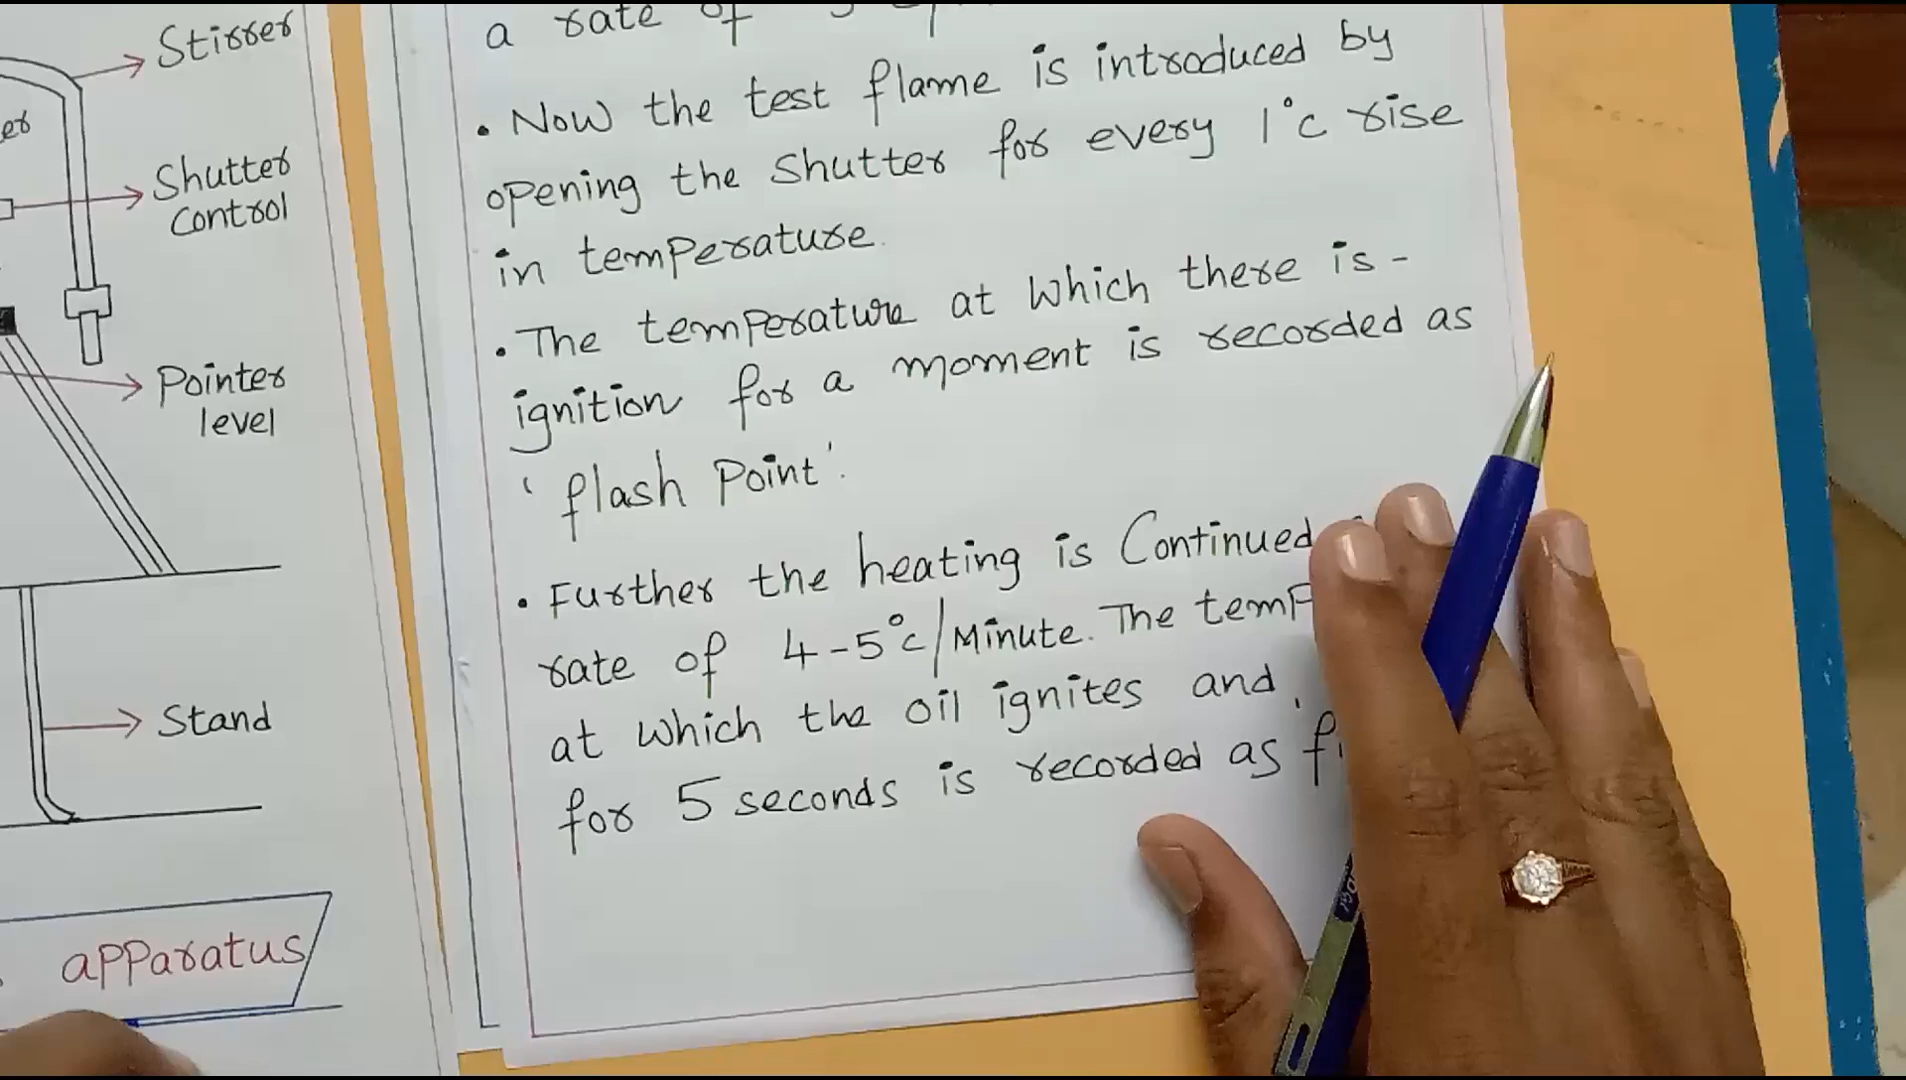 Stirrer
Shutter
Control
Pointer
level
Stand
apparatus
a rate of
• Now the test flame is introduced by
opening the shutter for every 1°c rise
in temperature.
• The temperature at which there is -
ignition for a moment is recorded as
'flash point'.
• Further the heating is Continued
rate of 4-5°c/Minute. The temp
at which the oil ignites and
for 5 seconds is recorded as